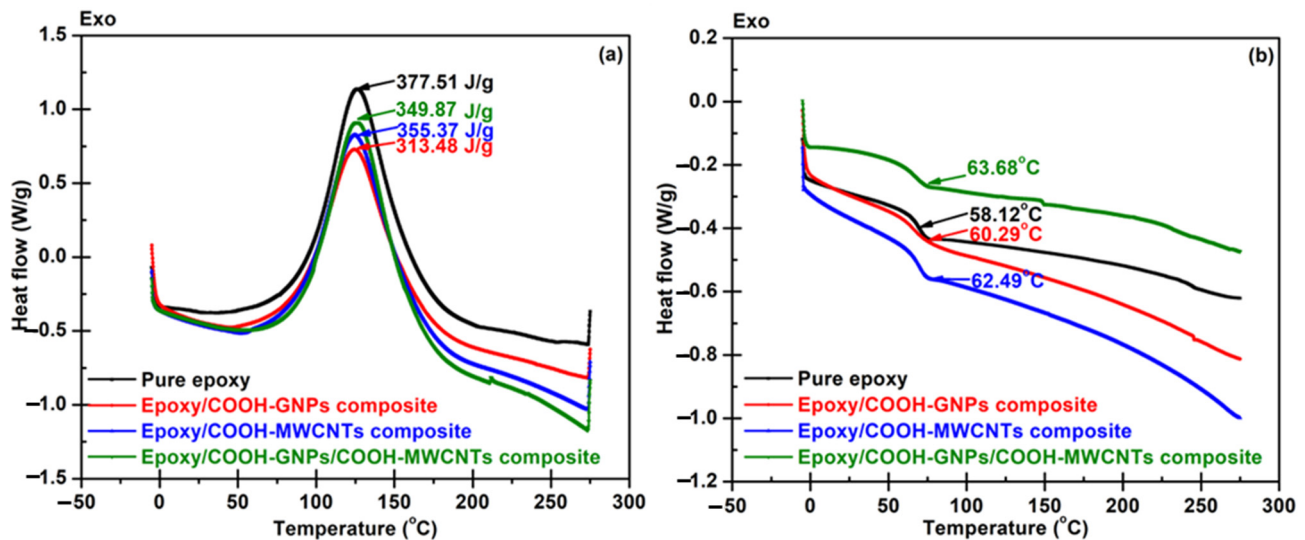 Exo
(a)
1.5
1.0
0.5
0.0
−0.5
−1.0
−1.5
Heat flow (W/g)
377.51 J/g
349.87 J/g
355.37 J/g
313.48 J/g
Pure epoxy
Epoxy/COOH-GNPs composite
Epoxy/COOH-MWCNTs composite
Epoxy/COOH-GNPs/COOH-MWCNTs composite
−50 0 50 100 150 200 250 300
Temperature (°C)
Exo
(b)
0.2
0.0
−0.2
−0.4
−0.6
−0.8
−1.0
−1.2
Heat flow (W/g)
63.68°C
58.12°C
60.29°C
62.49°C
Pure epoxy
Epoxy/COOH-GNPs composite
Epoxy/COOH-MWCNTs composite
Epoxy/COOH-GNPs/COOH-MWCNTs composite
−50 0 50 100 150 200 250 300
Temperature (°C)